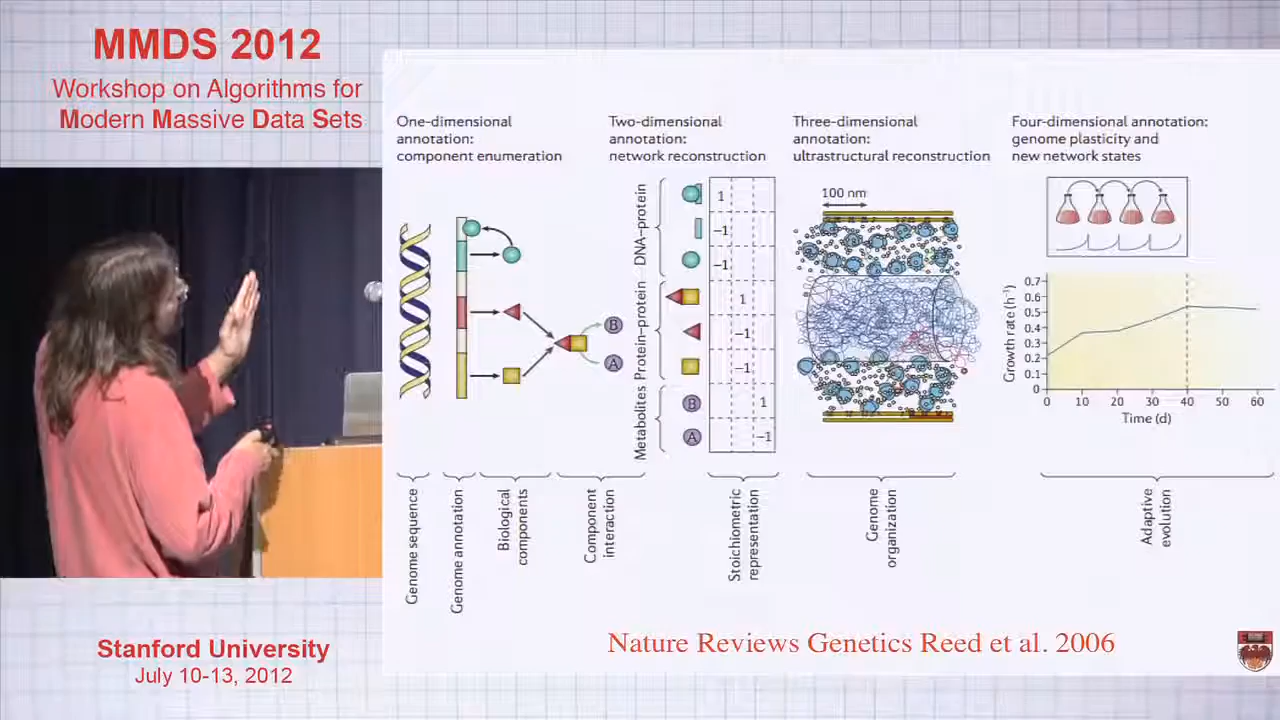 MMDS 2012
Workshop on Algorithms for
Modern Massive Data Sets
One-dimensional
annotation:
component enumeration
Two-dimensional
annotation:
network reconstruction
Three-dimensional
annotation:
ultrastructural reconstruction
Four-dimensional annotation:
genome plasticity and
new network states
B
A
DNA–protein
Protein–protein
Metabolites
B
A
1
–1
–1
1
–1
–1
1
–1
100 nm
Growth rate (h⁻¹)
0.7
0.6
0.5
0.4
0.3
0.2
0.1
0
0 10 20 30 40 50 60
Time (d)
Genome sequence
Genome annotation
Biological
components
Component
interaction
Stoichiometric
representation
Genome
organization
Adaptive
evolution
Nature Reviews Genetics Reed et al. 2006
Stanford University
July 10-13, 2012